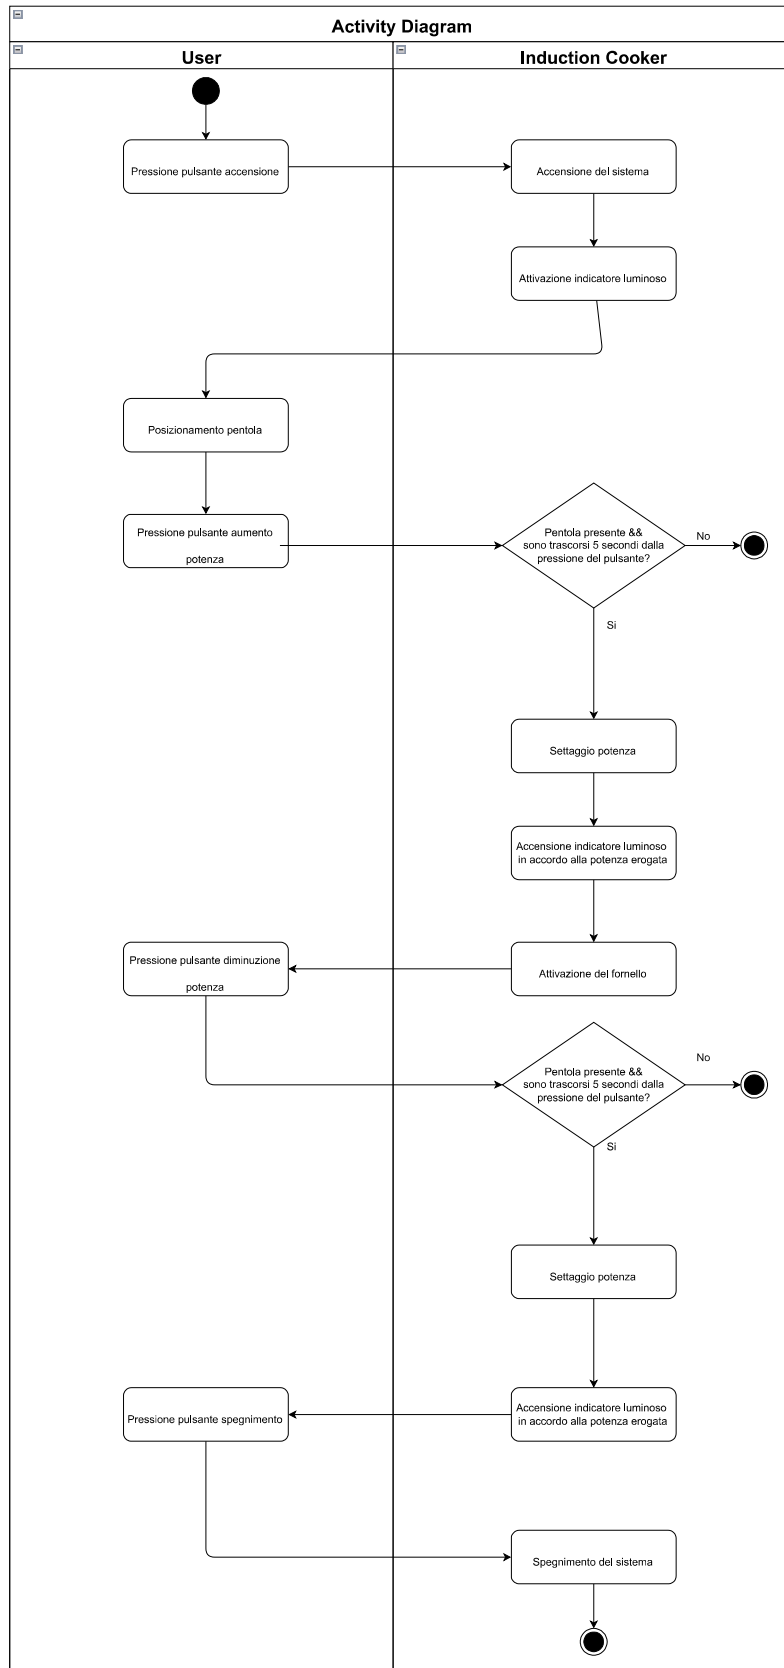 Activity Diagram
User
Induction Cooker
Pressione pulsante accensione
Accensione del sistema
Attivazione indicatore luminoso
Posizionamento pentola
Pressione pulsante aumento
potenza
Pentola presente &&
sono trascorsi 5 secondi dalla
pressione del pulsante?
No
Si
Settaggio potenza
Accensione indicatore luminoso
in accordo alla potenza erogata
Pressione pulsante diminuzione
potenza
Attivazione del fornello
Pentola presente &&
sono trascorsi 5 secondi dalla
pressione del pulsante?
No
Si
Settaggio potenza
Pressione pulsante spegnimento
Accensione indicatore luminoso
in accordo alla potenza erogata
Spegnimento del sistema